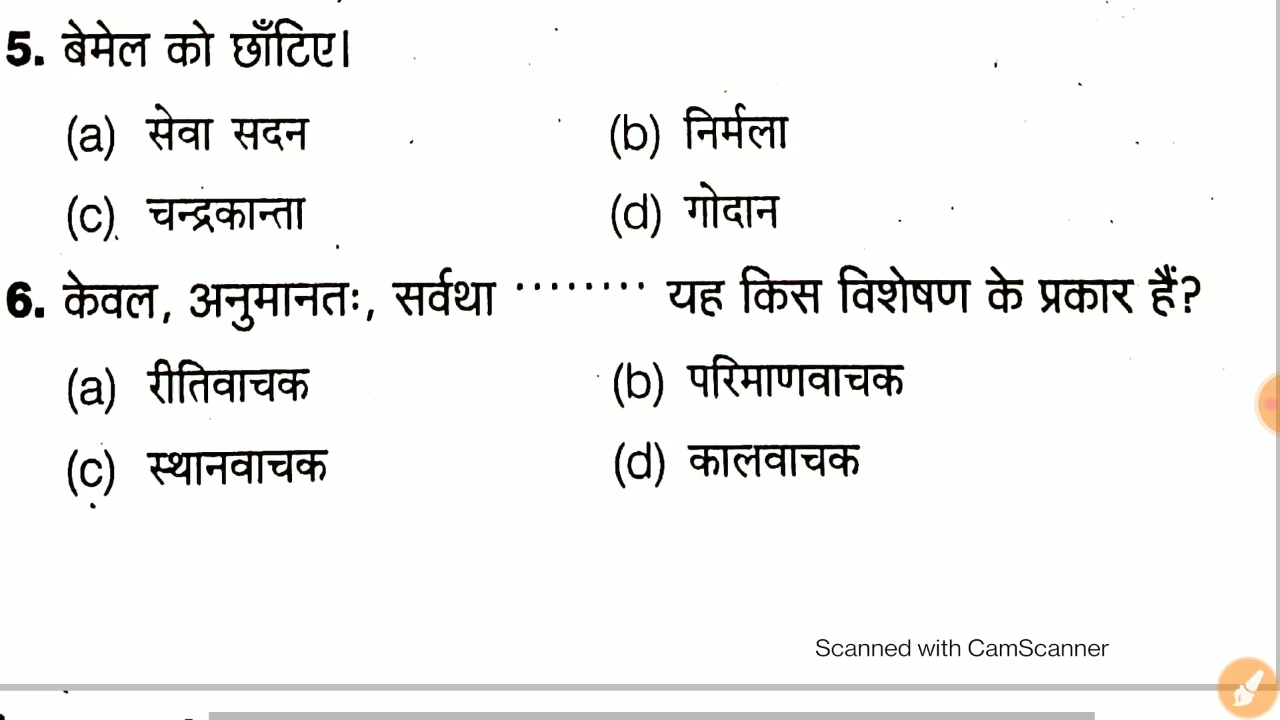 5. बेमेल को छाँटिए।
(a) सेवा सदन (b) निर्मला
(c) चन्द्रकान्ता (d) गोदान
6. केवल, अनुमानतः, सर्वथा ········ यह किस विशेषण के प्रकार हैं?
(a) रीतिवाचक (b) परिमाणवाचक
(c) स्थानवाचक (d) कालवाचक
Scanned with CamScanner